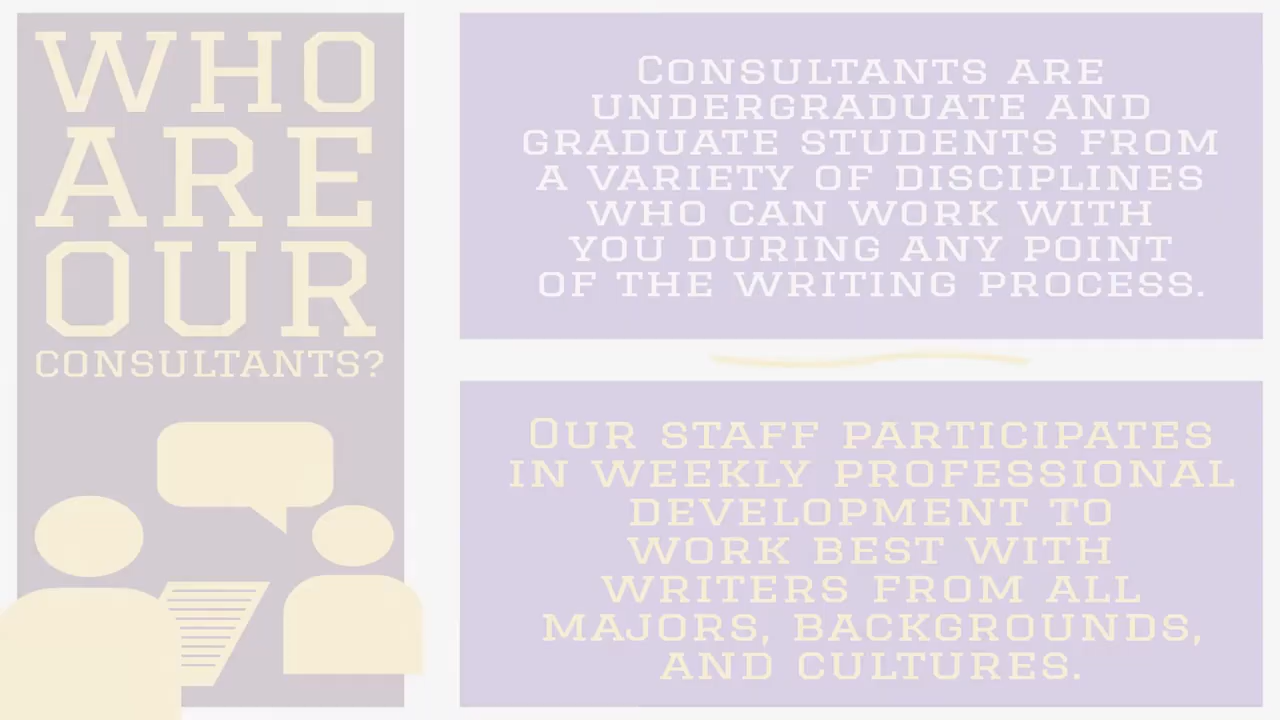 WHO
ARE
OUR
CONSULTANTS?
CONSULTANTS ARE
UNDERGRADUATE AND
GRADUATE STUDENTS FROM
A VARIETY OF DISCIPLINES
WHO CAN WORK WITH
YOU DURING ANY POINT
OF THE WRITING PROCESS.
OUR STAFF PARTICIPATES
IN WEEKLY PROFESSIONAL
DEVELOPMENT TO
WORK BEST WITH
WRITERS FROM ALL
MAJORS, BACKGROUNDS,
AND CULTURES.